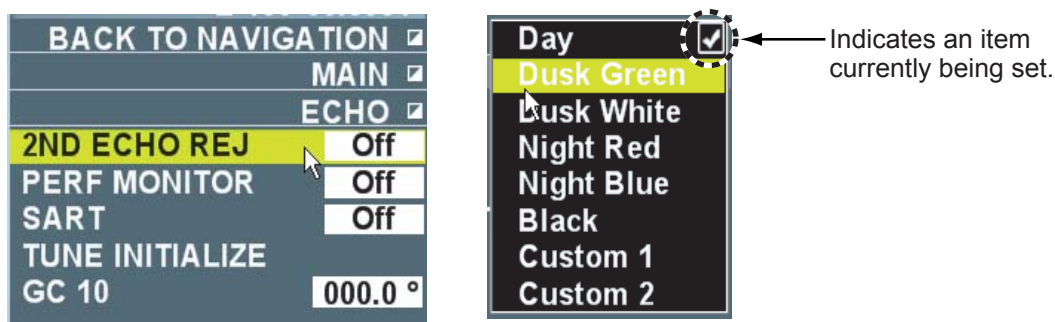 BACK TO NAVIGATION
MAIN
ECHO
2ND ECHO REJ Off
PERF MONITOR Off
SART Off
TUNE INITIALIZE
GC 10 000.0 °
Day
Dusk Green
Dusk White
Night Red
Night Blue
Black
Custom 1
Custom 2
Indicates an item
currently being set.